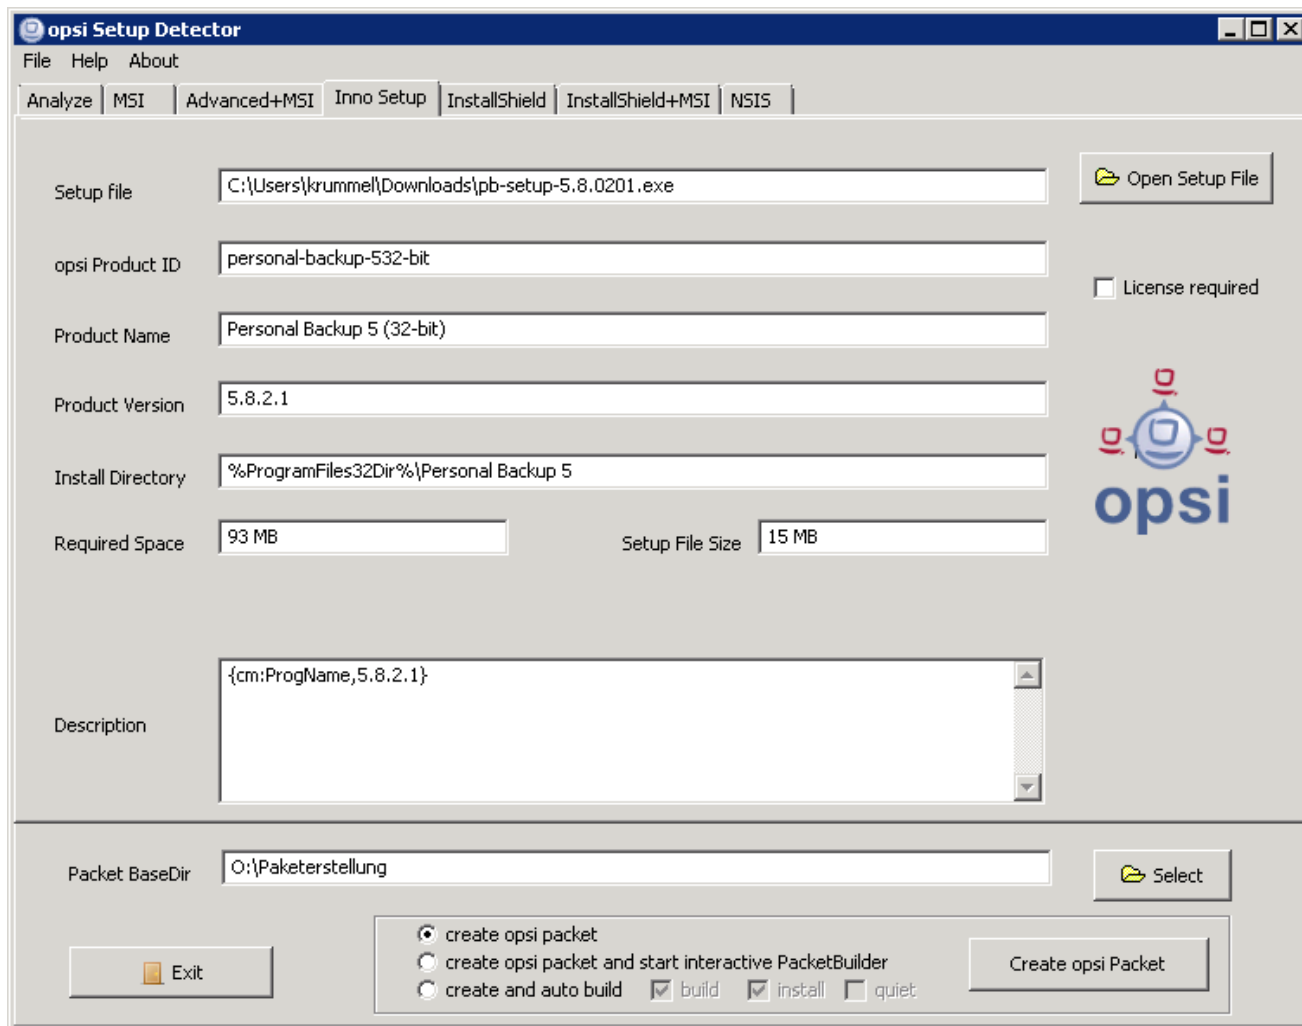 opsi Setup Detector
File Help About
Analyze MSI Advanced+MSI Inno Setup InstallShield InstallShield+MSI NSIS
Setup file C:\Users\krummel\Downloads\pb-setup-5.8.0201.exe Open Setup File
opsi Product ID personal-backup-532-bit
License required
Product Name Personal Backup 5 (32-bit)
Product Version 5.8.2.1
Install Directory %ProgramFiles32Dir%\Personal Backup 5
opsi
Required Space 93 MB Setup File Size 15 MB
{cm:ProgName,5.8.2.1}
Description
Packet BaseDir O:\Paketerstellung Select
create opsi packet
create opsi packet and start interactive PacketBuilder
Exit Create opsi Packet
create and auto build build install quiet